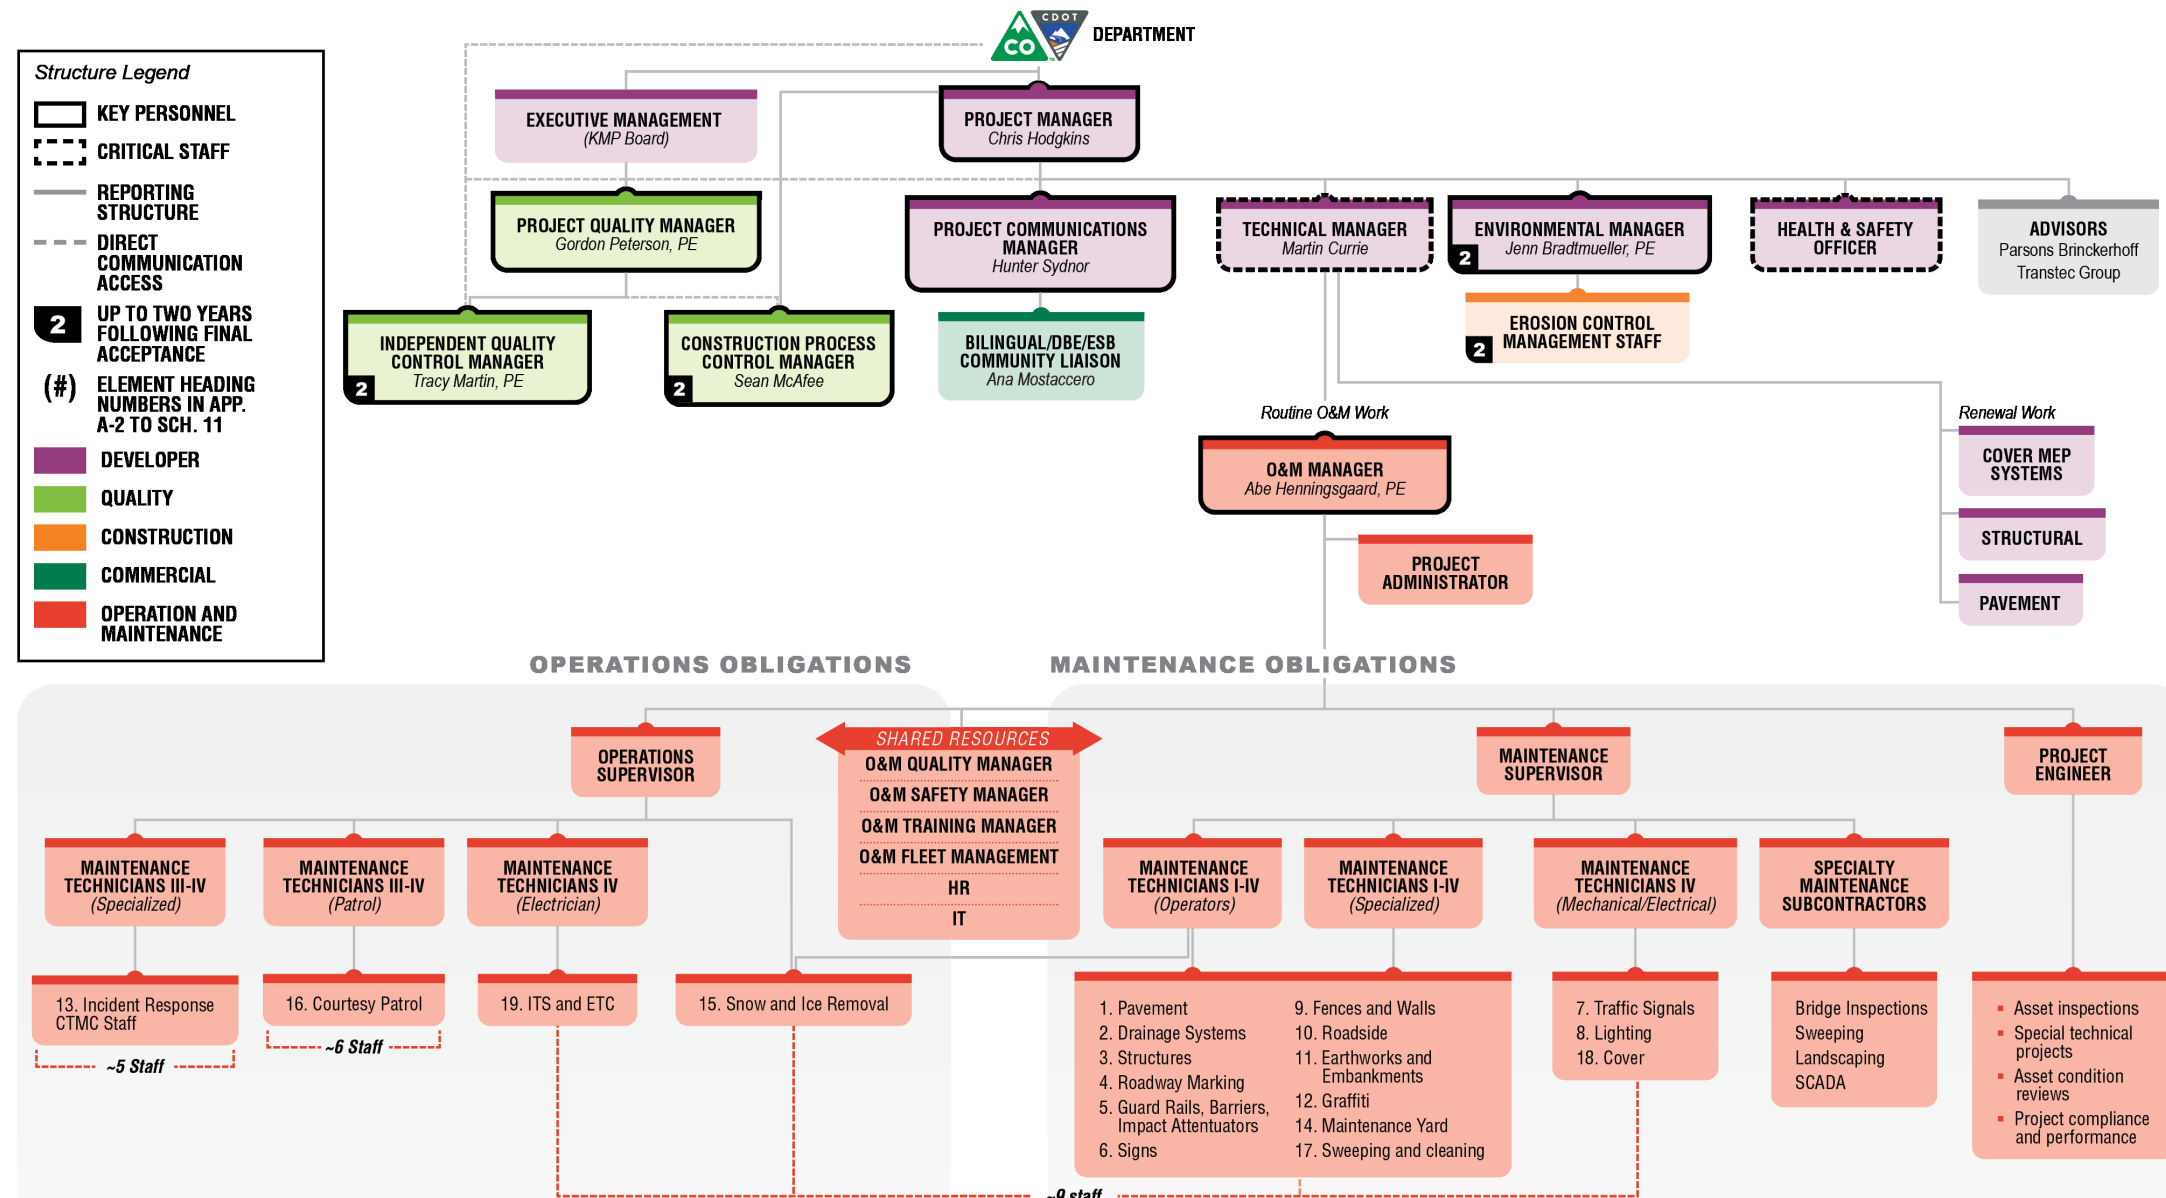 CDOT
CO
DEPARTMENT
Structure Legend
KEY PERSONNEL
CRITICAL STAFF
REPORTING
STRUCTURE
DIRECT
COMMUNICATION
ACCESS
2
UP TO TWO YEARS
FOLLOWING FINAL
ACCEPTANCE
(#)
ELEMENT HEADING
NUMBERS IN APP.
A-2 TO SCH. 11
DEVELOPER
QUALITY
CONSTRUCTION
COMMERCIAL
OPERATION AND
MAINTENANCE
EXECUTIVE MANAGEMENT
(KMP Board)
PROJECT MANAGER
Chris Hodgkins
PROJECT QUALITY MANAGER
Gordon Peterson, PE
PROJECT COMMUNICATIONS
MANAGER
Hunter Sydnor
TECHNICAL MANAGER
Martin Currie
ENVIRONMENTAL MANAGER
Jenn Bradtmueller, PE
2
HEALTH & SAFETY
OFFICER
ADVISORS
Parsons Brinckerhoff
Transtec Group
INDEPENDENT QUALITY
CONTROL MANAGER
Tracy Martin, PE
2
CONSTRUCTION PROCESS
CONTROL MANAGER
Sean McAfee
2
BILINGUAL/DBE/ESB
COMMUNITY LIAISON
Ana Mostaccero
EROSION CONTROL
MANAGEMENT STAFF
2
Routine O&M Work
O&M MANAGER
Abe Henningsgaard, PE
PROJECT
ADMINISTRATOR
Renewal Work
COVER MEP
SYSTEMS
STRUCTURAL
PAVEMENT
OPERATIONS OBLIGATIONS
MAINTENANCE OBLIGATIONS
OPERATIONS
SUPERVISOR
SHARED RESOURCES
O&M QUALITY MANAGER
O&M SAFETY MANAGER
O&M TRAINING MANAGER
O&M FLEET MANAGEMENT
HR
IT
MAINTENANCE
SUPERVISOR
PROJECT
ENGINEER
MAINTENANCE
TECHNICIANS III-IV
(Specialized)
MAINTENANCE
TECHNICIANS III-IV
(Patrol)
MAINTENANCE
TECHNICIANS IV
(Electrician)
MAINTENANCE
TECHNICIANS I-IV
(Operators)
MAINTENANCE
TECHNICIANS I-IV
(Specialized)
MAINTENANCE
TECHNICIANS IV
(Mechanical/Electrical)
SPECIALTY
MAINTENANCE
SUBCONTRACTORS
13. Incident Response
CTMC Staff
~5 Staff
16. Courtesy Patrol
~6 Staff
19. ITS and ETC
15. Snow and Ice Removal
1. Pavement
2. Drainage Systems
3. Structures
4. Roadway Marking
5. Guard Rails, Barriers,
Impact Attentuators
6. Signs
9. Fences and Walls
10. Roadside
11. Earthworks and
Embankments
12. Graffiti
14. Maintenance Yard
17. Sweeping and cleaning
7. Traffic Signals
8. Lighting
18. Cover
Bridge Inspections
Sweeping
Landscaping
SCADA
▪ Asset inspections
▪ Special technical
projects
▪ Asset condition
reviews
▪ Project compliance
and performance
~9 staff